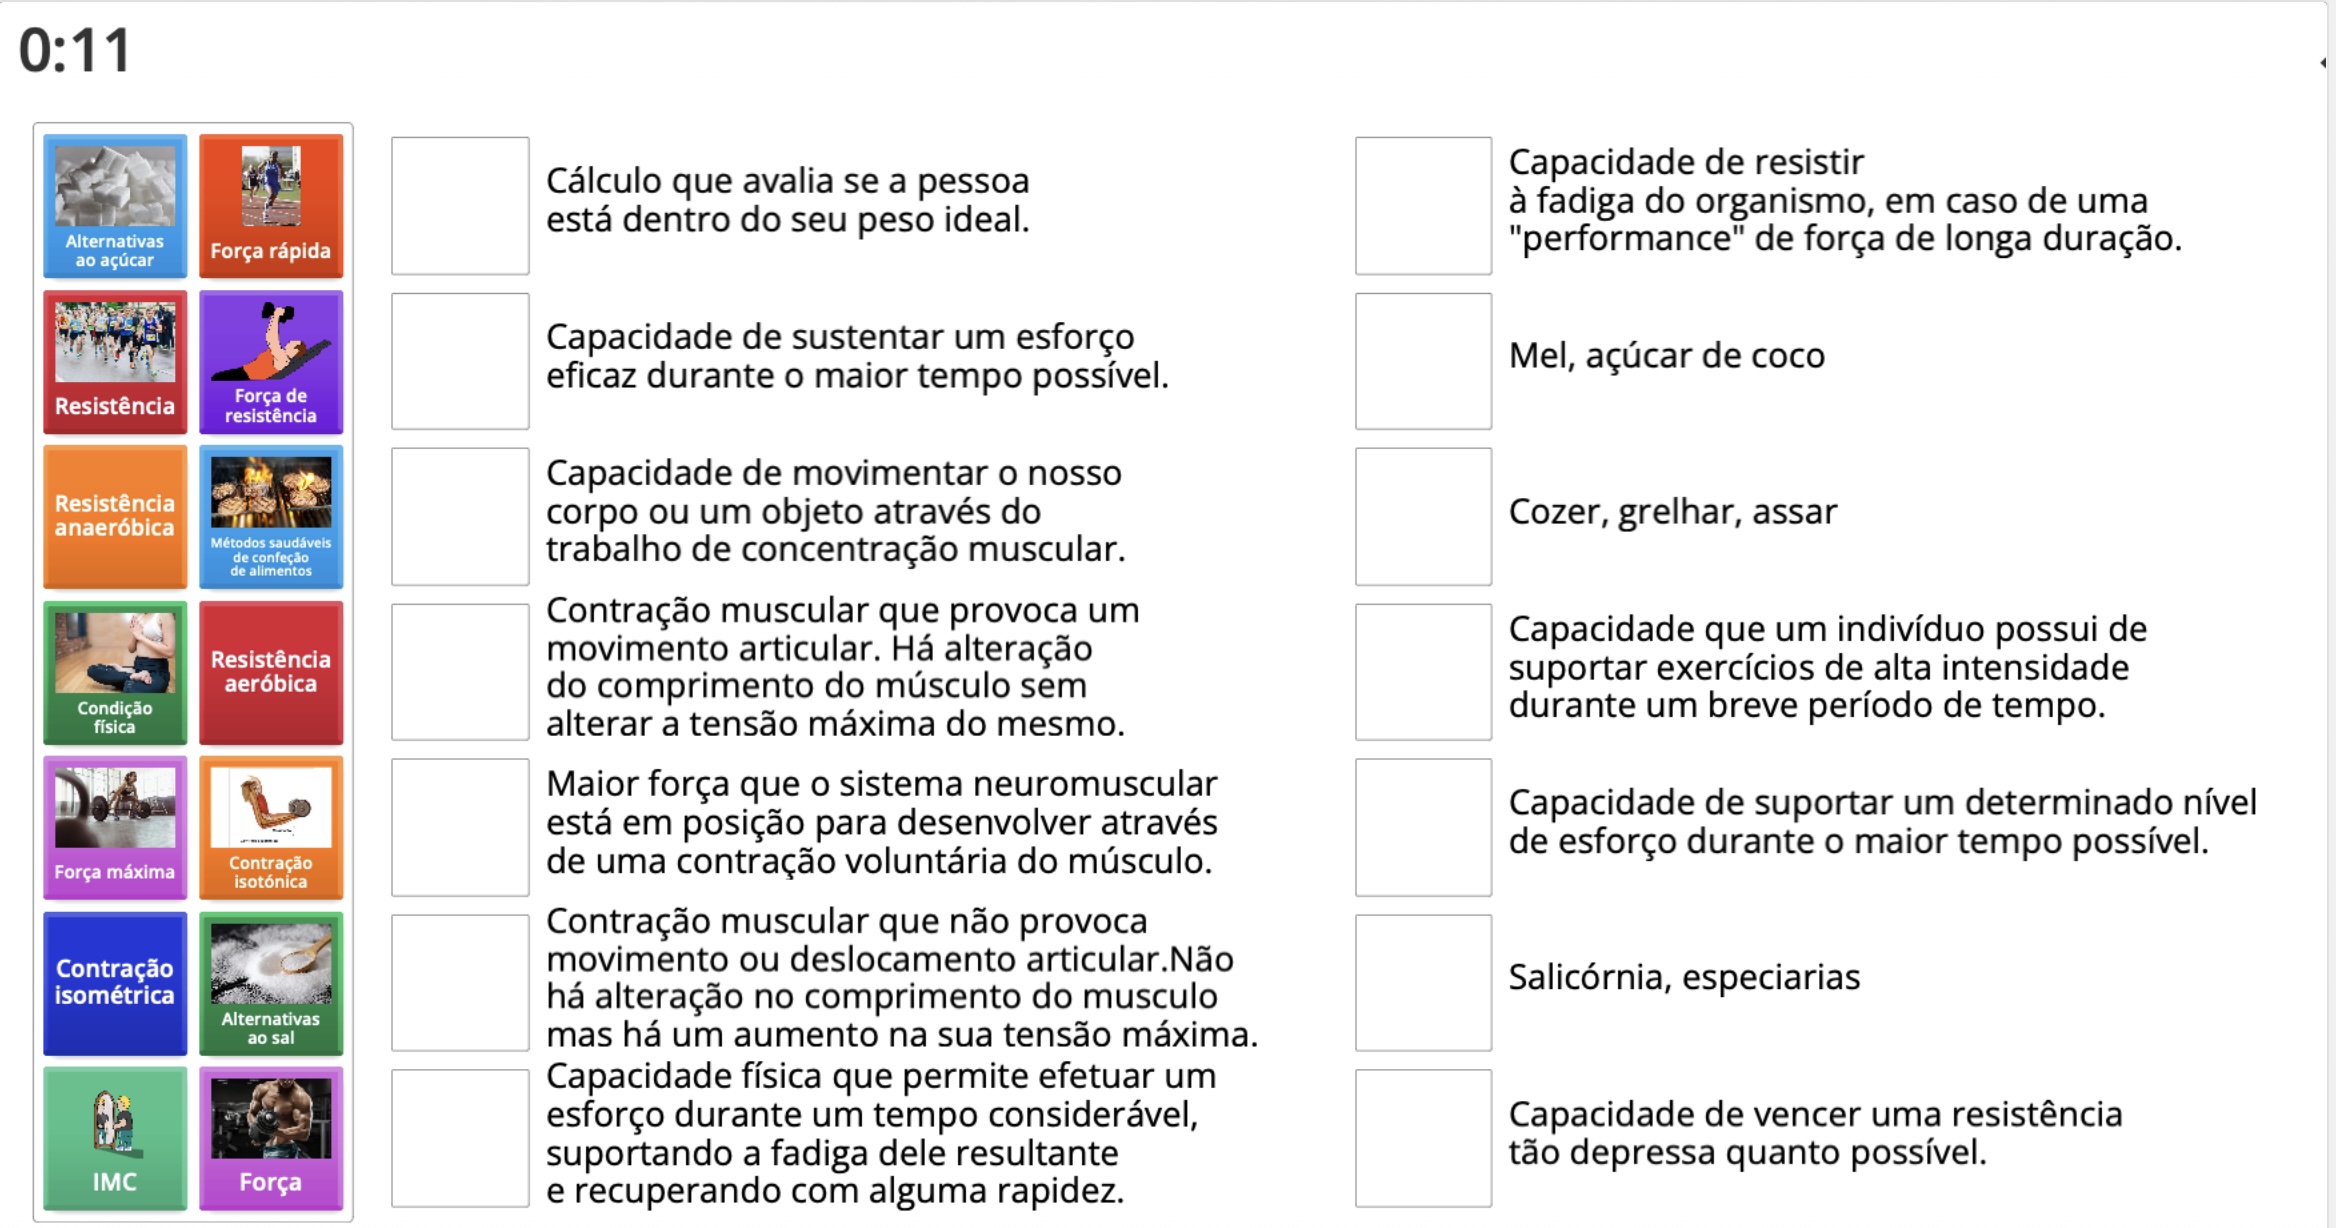 0:11
Alternativas
ao açúcar
Força rápida
Resistência
Força de
resistência
Resistência
anaeróbica
Métodos saudáveis
de confeção
de alimentos
Condição
física
Resistência
aeróbica
Força máxima
Contração
isotónica
Contração
isométrica
Alternativas
ao sal
IMC
Força
Cálculo que avalia se a pessoa
está dentro do seu peso ideal.
Capacidade de sustentar um esforço
eficaz durante o maior tempo possível.
Capacidade de movimentar o nosso
corpo ou um objeto através do
trabalho de concentração muscular.
Contração muscular que provoca um
movimento articular. Há alteração
do comprimento do músculo sem
alterar a tensão máxima do mesmo.
Maior força que o sistema neuromuscular
está em posição para desenvolver através
de uma contração voluntária do músculo.
Contração muscular que não provoca
movimento ou deslocamento articular.Não
há alteração no comprimento do musculo
mas há um aumento na sua tensão máxima.
Capacidade física que permite efetuar um
esforço durante um tempo considerável,
suportando a fadiga dele resultante
e recuperando com alguma rapidez.
Capacidade de resistir
à fadiga do organismo, em caso de uma
"performance" de força de longa duração.
Mel, açúcar de coco
Cozer, grelhar, assar
Capacidade que um indivíduo possui de
suportar exercícios de alta intensidade
durante um breve período de tempo.
Capacidade de suportar um determinado nível
de esforço durante o maior tempo possível.
Salicórnia, especiarias
Capacidade de vencer uma resistência
tão depressa quanto possível.